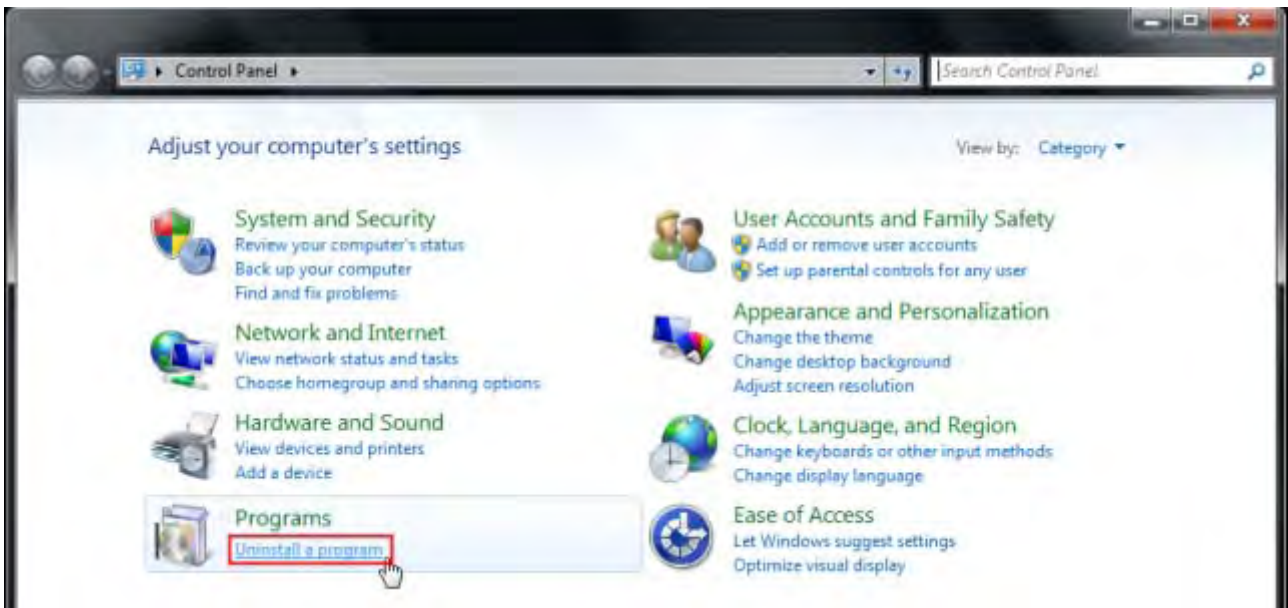 Control Panel
Search Control Panel
Adjust your computer's settings
View by: Category
System and Security
Review your computer's status
Back up your computer
Find and fix problems
Network and Internet
View network status and tasks
Choose homegroup and sharing options
Hardware and Sound
View devices and printers
Add a device
Programs
Uninstall a program
User Accounts and Family Safety
Add or remove user accounts
Set up parental controls for any user
Appearance and Personalization
Change the theme
Change desktop background
Adjust screen resolution
Clock, Language, and Region
Change keyboards or other input methods
Change display language
Ease of Access
Let Windows suggest settings
Optimize visual display